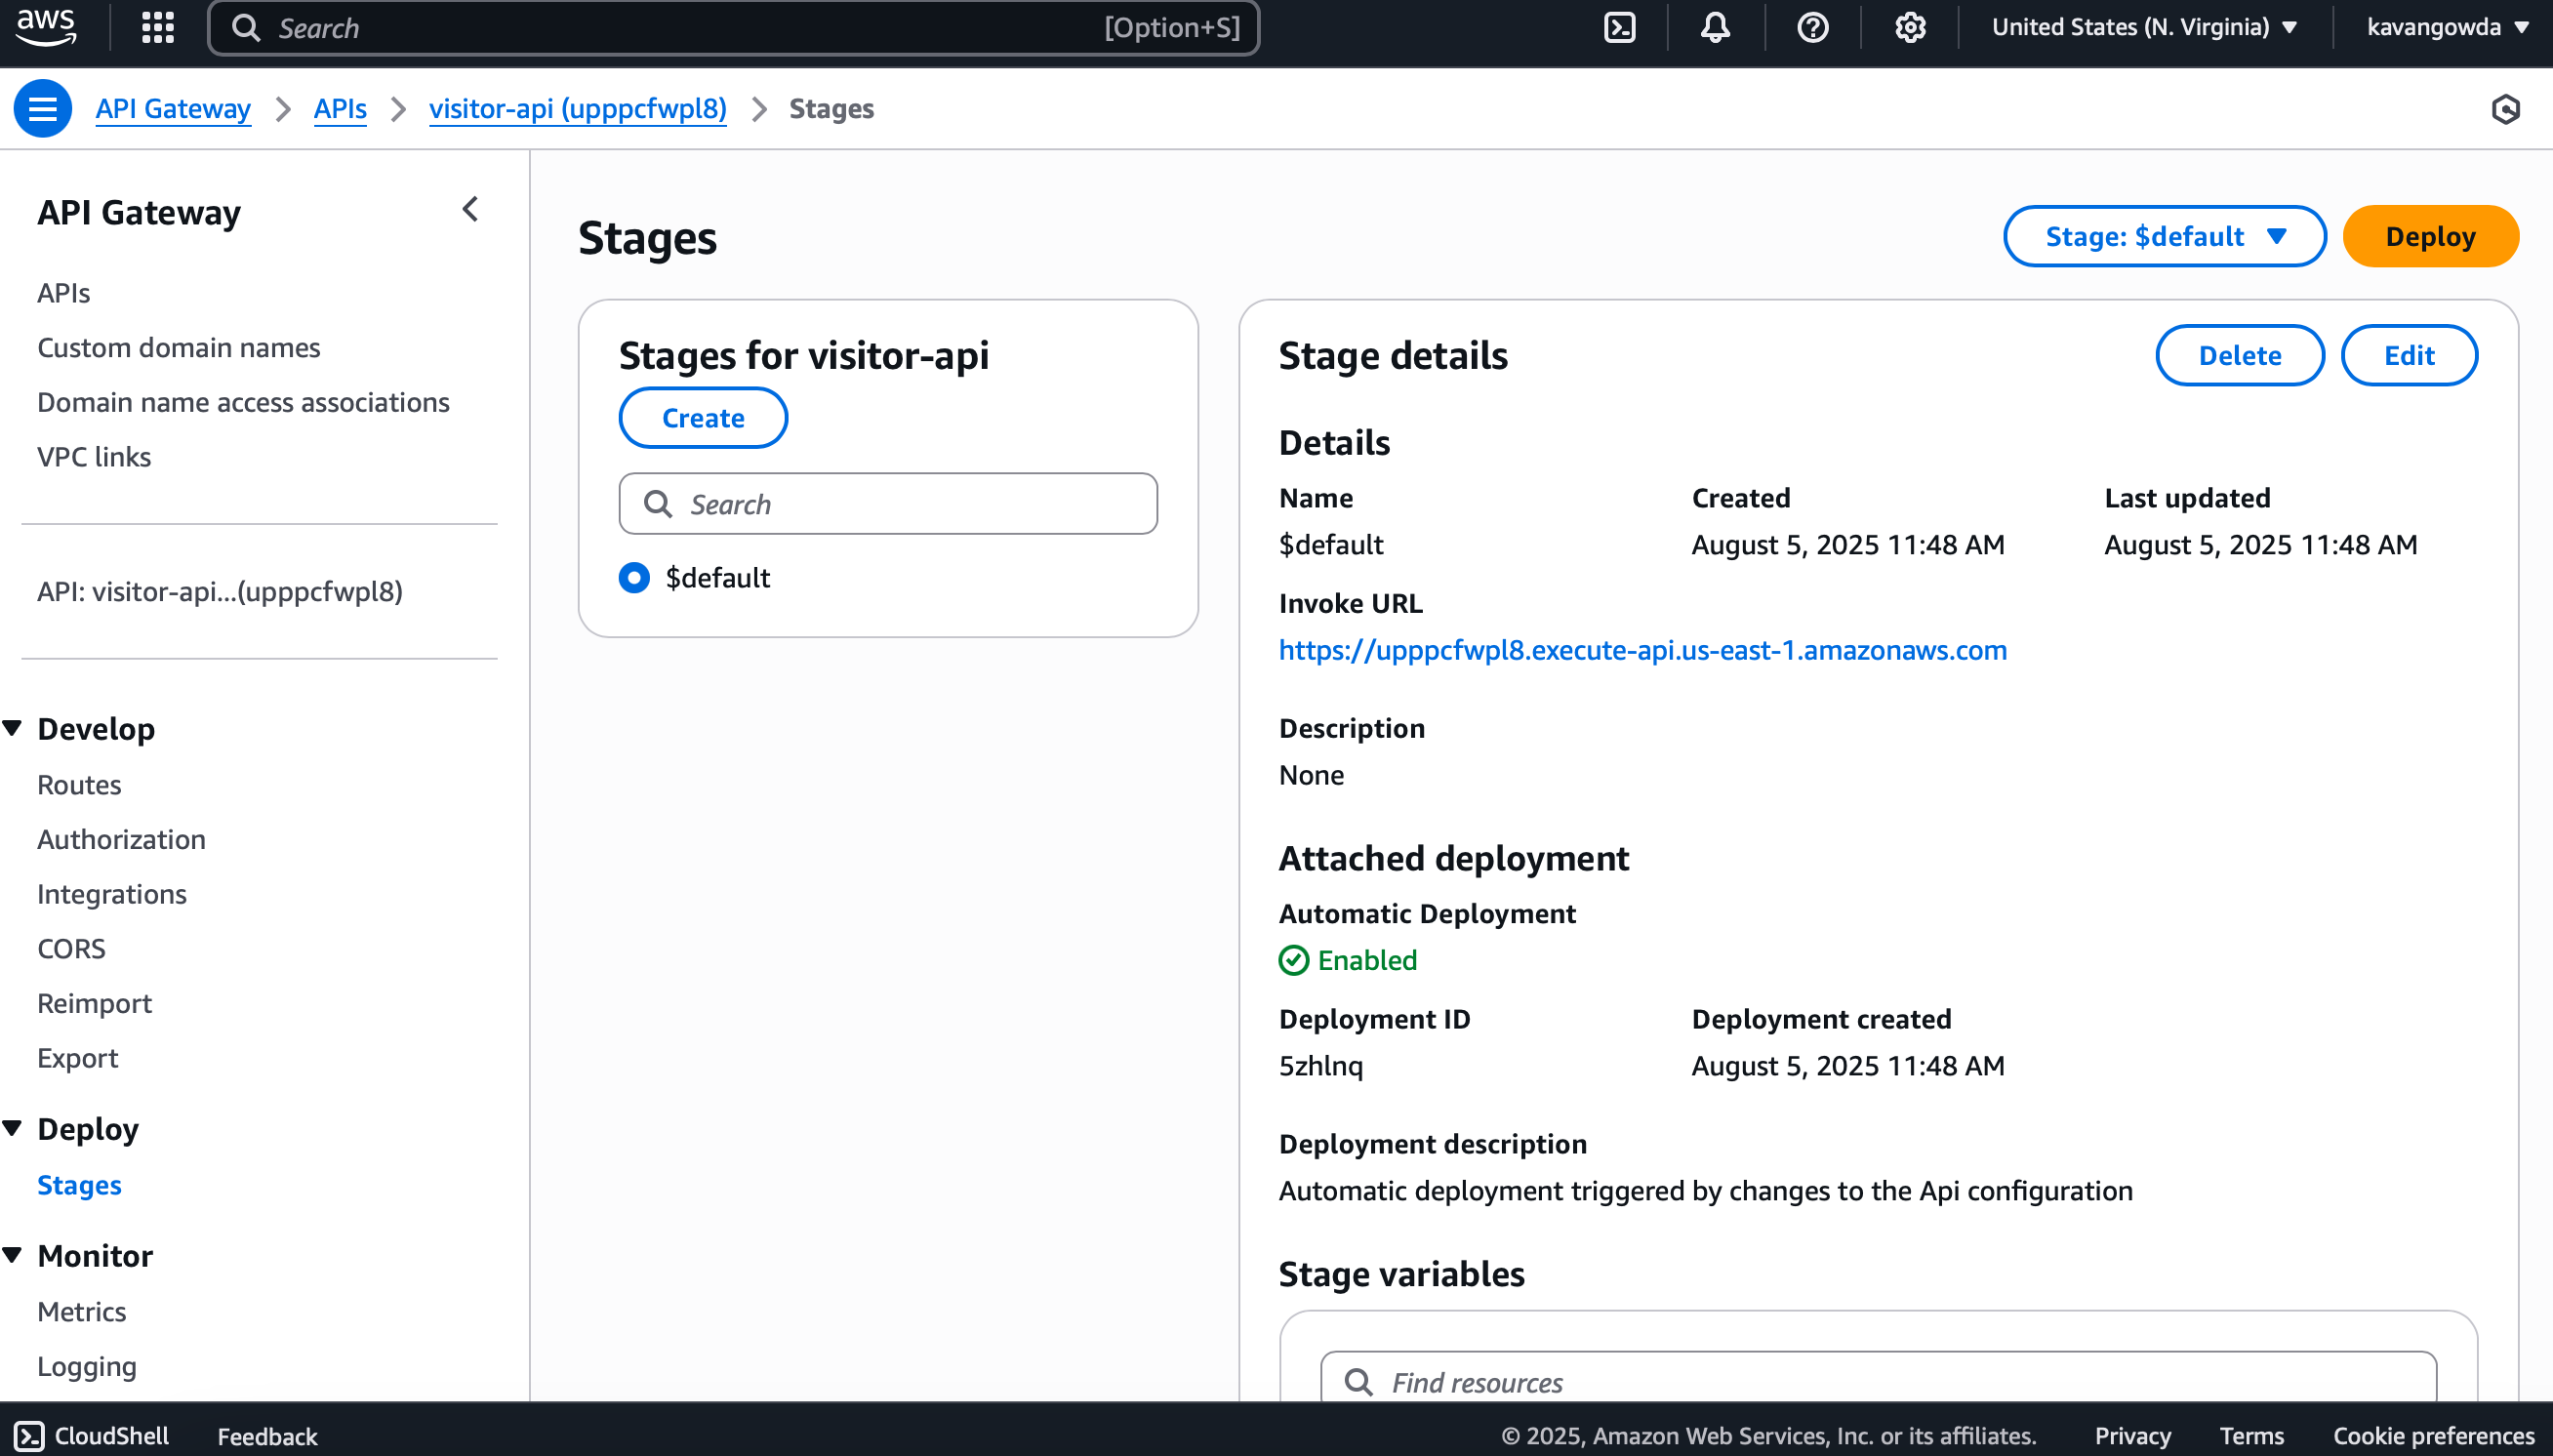 aws
Search [Option+S]
United States (N. Virginia)
kavangowda
API Gateway
APIs
visitor-api (upppcfwpl8)
Stages
API Gateway
APIs
Custom domain names
Domain name access associations
VPC links
API: visitor-api...(upppcfwpl8)
Develop
Routes
Authorization
Integrations
CORS
Reimport
Export
Deploy
Stages
Monitor
Metrics
Logging
Stages
Stage: $default
Deploy
Stages for visitor-api
Create
Search
$default
Stage details
Delete
Edit
Details
Name
$default
Created
August 5, 2025 11:48 AM
Last updated
August 5, 2025 11:48 AM
Invoke URL
https://upppcfwpl8.execute-api.us-east-1.amazonaws.com
Description
None
Attached deployment
Automatic Deployment
Enabled
Deployment ID
5zhlnq
Deployment created
August 5, 2025 11:48 AM
Deployment description
Automatic deployment triggered by changes to the Api configuration
Stage variables
Find resources
CloudShell
Feedback
© 2025, Amazon Web Services, Inc. or its affiliates.
Privacy
Terms
Cookie preferences